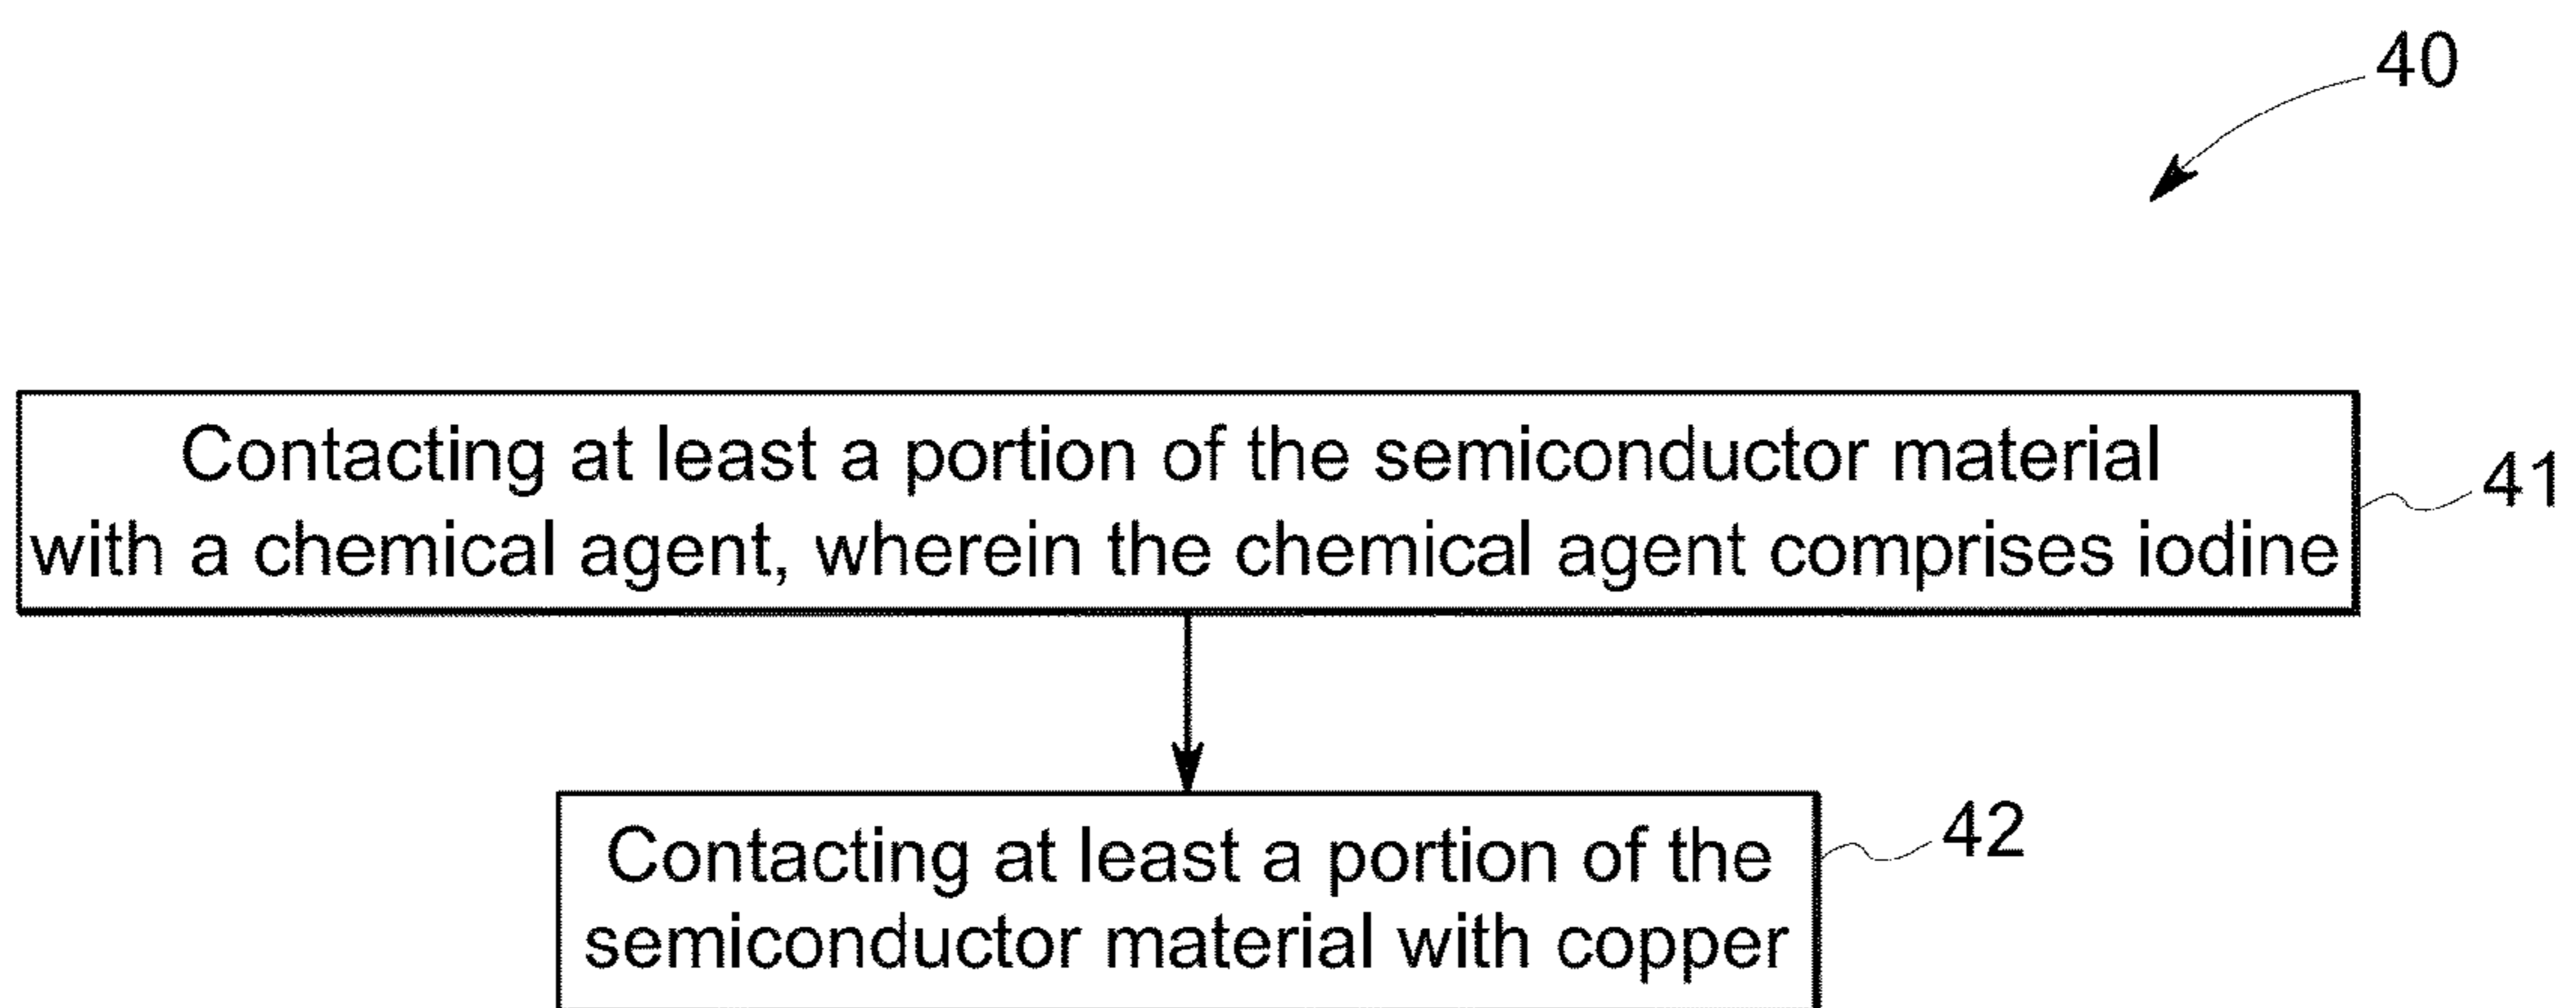 40
Contacting at least a portion of the semiconductor material
with a chemical agent, wherein the chemical agent comprises iodine
41
Contacting at least a portion of the
semiconductor material with copper
42